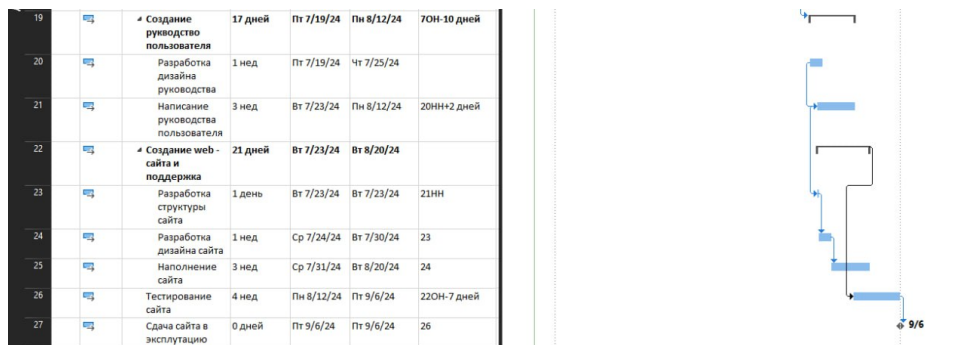 19 Создание 17 дней Пт 7/19/24 Пн 8/12/24 7ОН-10 дней
рукводство
пользователя
20 Разработка 1 нед Пт 7/19/24 Чт 7/25/24
дизайна
руководства
21 Написание 3 нед Вт 7/23/24 Пн 8/12/24 20НН+2 дней
руководства
пользователя
22 Создание web - 21 дней Вт 7/23/24 Вт 8/20/24
сайта и
поддержка
23 Разработка 1 день Вт 7/23/24 Вт 7/23/24 21НН
структуры
сайта
24 Разработка 1 нед Ср 7/24/24 Вт 7/30/24 23
дизайна сайта
25 Наполнение 3 нед Ср 7/31/24 Вт 8/20/24 24
сайта
26 Тестирование 4 нед Пн 8/12/24 Пт 9/6/24 22ОН-7 дней
сайта
27 Сдача сайта в 0 дней Пт 9/6/24 Пт 9/6/24 26 9/6
эксплутацию